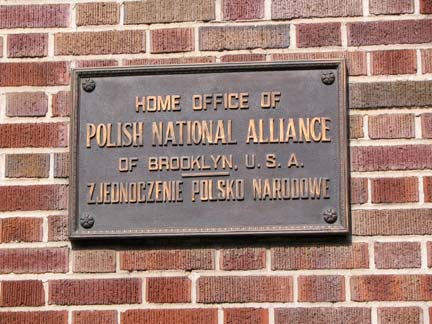 HOME OFFICE OF
POLISH NATIONAL ALLIANCE
OF BROOKLYN, U. S. A.
ZJEDNOCZENIE POLSKO NARODOWE